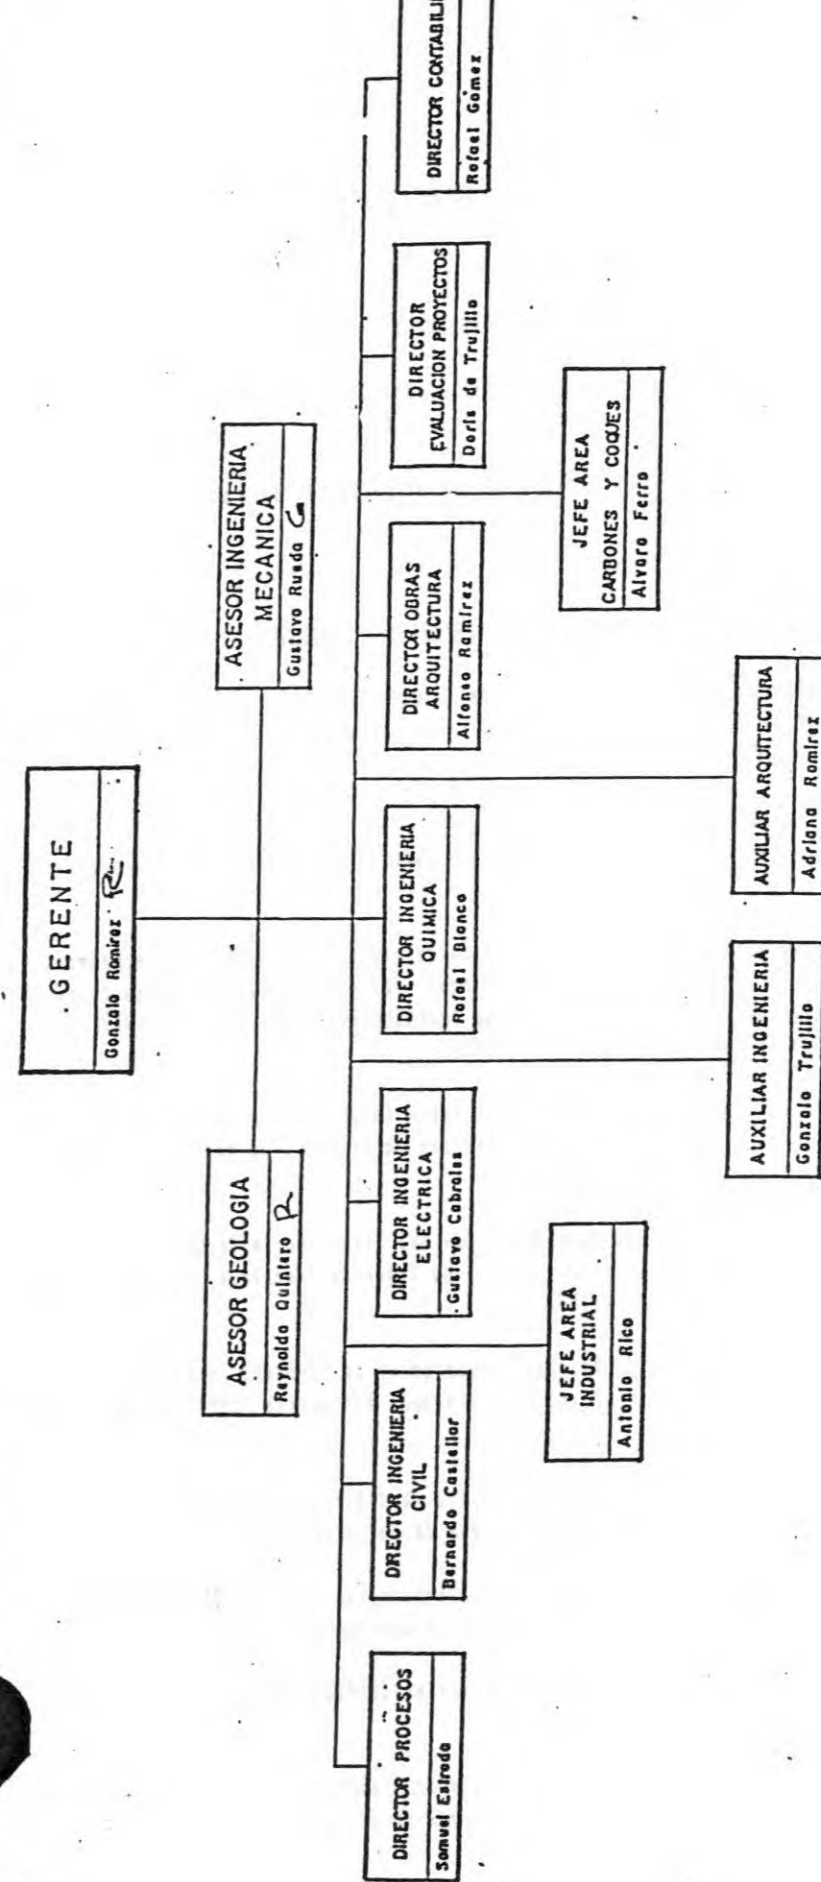 GERENTE
Gonzalo Ramirez
ASESOR GEOLOGIA
Reynaldo Quintero
ASESOR INGENIERIA
MECANICA
Gustavo Rueda
DIRECTOR PROCESOS
Samuel Estrada
DIRECTOR INGENIERIA
CIVIL
Bernardo Castellar
DIRECTOR INGENIERIA
ELECTRICA
Gustavo Cabrales
DIRECTOR INGENIERIA
QUIMICA
Rafael Blanco
DIRECTOR OBRAS
ARQUITECTURA
Alfonso Ramirez
DIRECTOR
EVALUACION PROYECTOS
Doris de Trujillo
DIRECTOR CONTABILI
Rafael Gomez
JEFE AREA
INDUSTRIAL
Antonio Rico
JEFE AREA
CARBONES Y COQUES
Alvaro Ferro
AUXILIAR INGENIERIA
Gonzalo Trujillo
AUXILIAR ARQUITECTURA
Adriana Ramirez